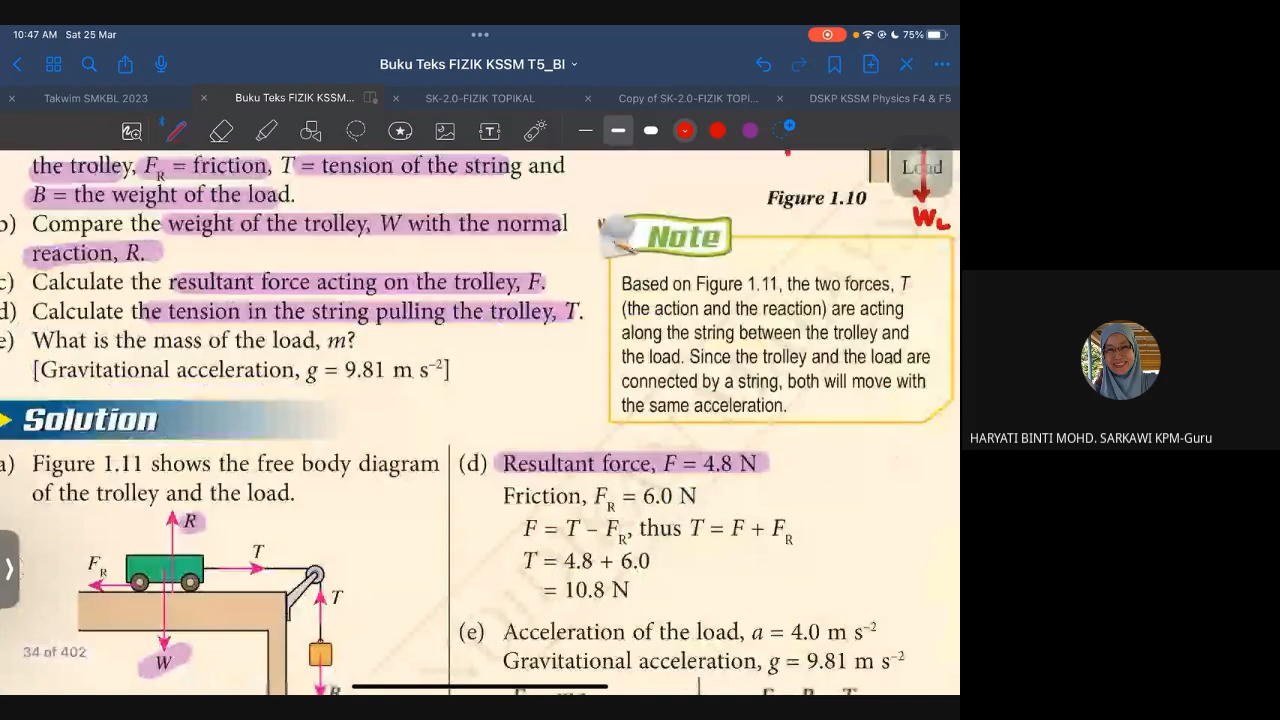 10:47 AM Sat 25 Mar
75%
Buku Teks FIZIK KSSM T5_BI
Takwim SMKBL 2023
Buku Teks FIZIK KSSM...
SK-2.0-FIZIK TOPIKAL
Copy of SK-2.0-FIZIK TOPI...
DSKP KSSM Physics F4 & F5
the trolley, F_R = friction, T = tension of the string and
B = the weight of the load.
b) Compare the weight of the trolley, W with the normal
reaction, R.
c) Calculate the resultant force acting on the trolley, F.
d) Calculate the tension in the string pulling the trolley, T.
e) What is the mass of the load, m?
[Gravitational acceleration, g = 9.81 m s⁻²]
Load
W_L
Figure 1.10
Note
Based on Figure 1.11, the two forces, T
(the action and the reaction) are acting
along the string between the trolley and
the load. Since the trolley and the load are
connected by a string, both will move with
the same acceleration.
Solution
a) Figure 1.11 shows the free body diagram
of the trolley and the load.
R
F_R
T
T
W
B
34 of 402
(d) Resultant force, F = 4.8 N
Friction, F_R = 6.0 N
F = T – F_R, thus T = F + F_R
T = 4.8 + 6.0
= 10.8 N
(e) Acceleration of the load, a = 4.0 m s⁻²
Gravitational acceleration, g = 9.81 m s⁻²
HARYATI BINTI MOHD. SARKAWI KPM-Guru